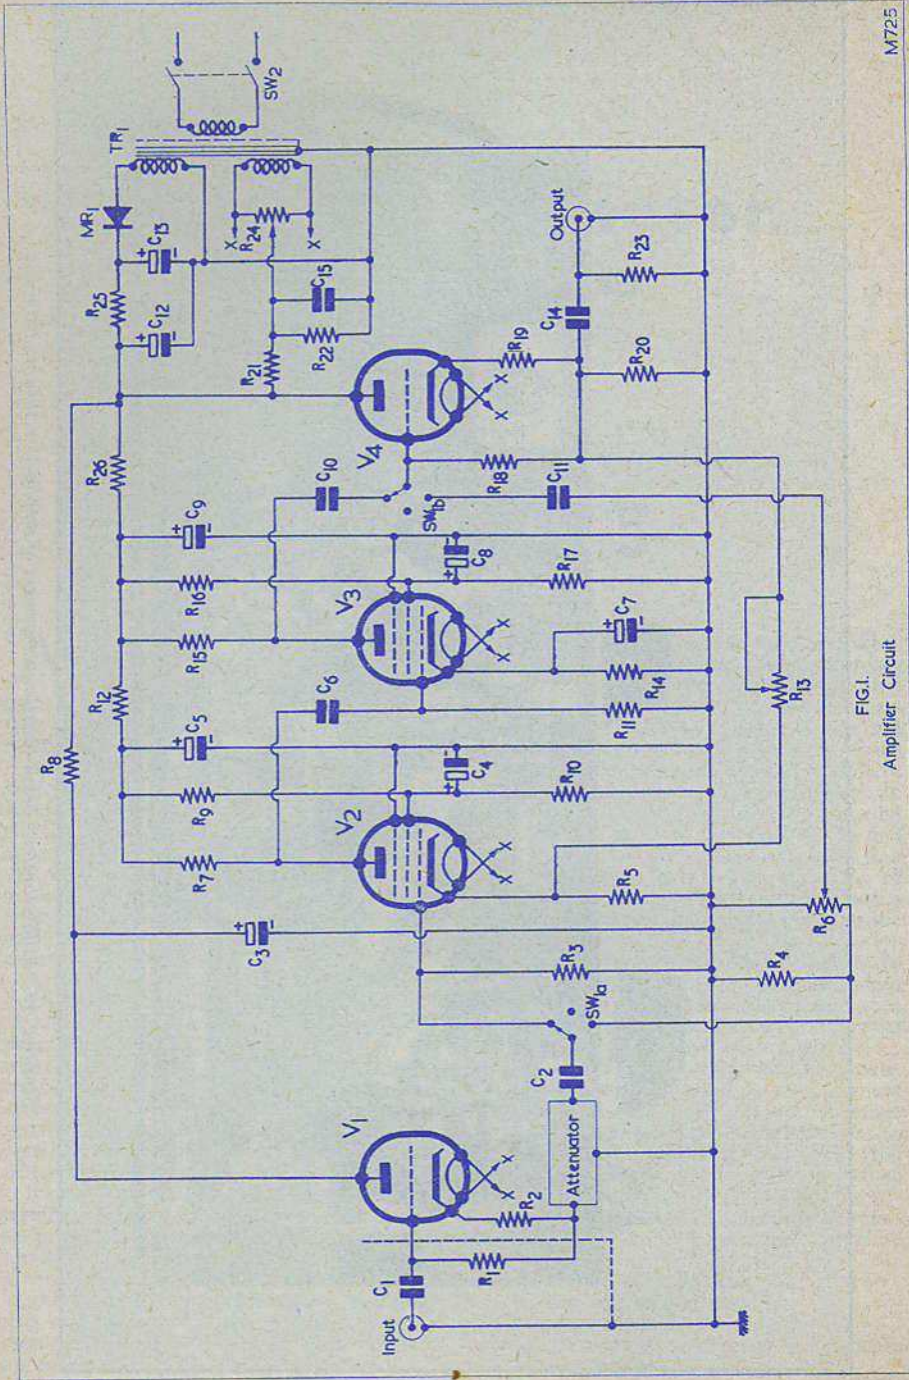 M725
SW2
TR1
MR1
C13
R25
C12
R24
X
X
C15
R22
R21
Output
R23
C14
R20
R19
X
X
V4
R18
C11
R26
C10
SW1b
C9
C8
R17
R16
V3
C7
R15
X
X
R14
R13
C6
R11
R12
C5
C4
R10
R8
R9
V2
R7
X
X
R5
R6
C3
R3
R4
SW1a
C2
V1
Attenuator
X
X
R2
R1
C1
Input
FIG.1.
Amplifier Circuit